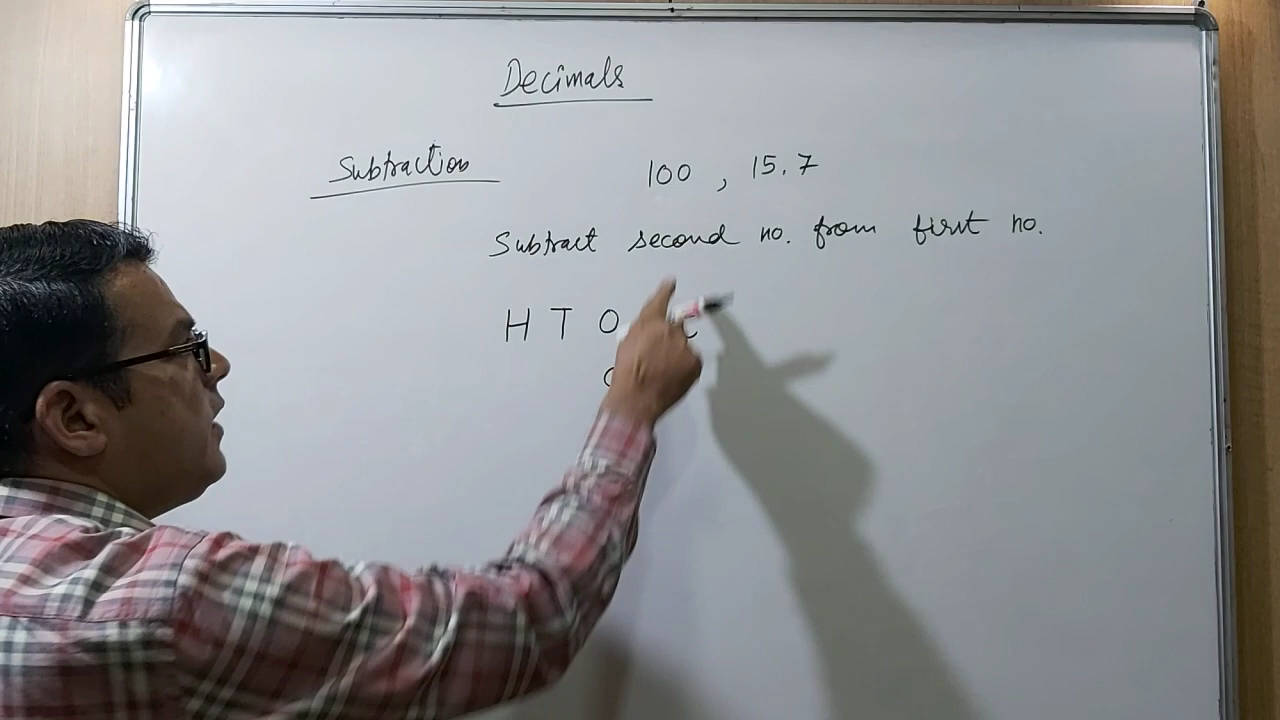 Decimals
Subtraction
100 , 15.7
Subtract second no. from first no.
H T O